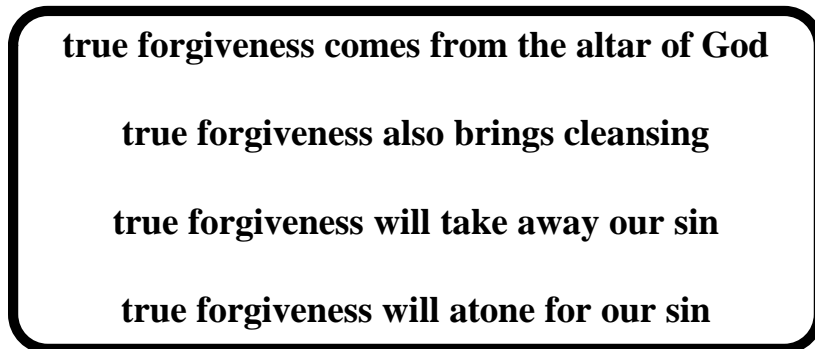 true forgiveness comes from the altar of God
true forgiveness also brings cleansing
true forgiveness will take away our sin
true forgiveness will atone for our sin